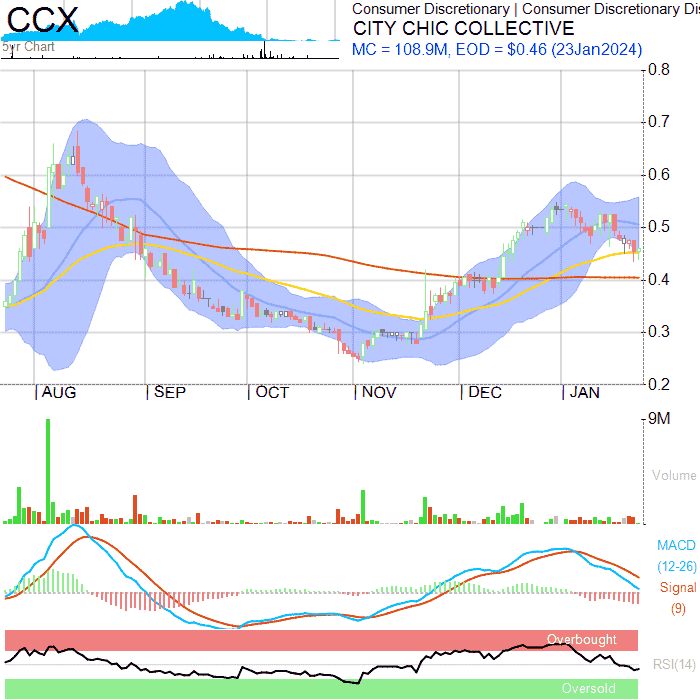 CCX
5yr Chart
Consumer Discretionary | Consumer Discretionary Dis
CITY CHIC COLLECTIVE
MC = 108.9M, EOD = $0.46 (23Jan2024)
0.8
0.7
0.6
0.5
0.4
0.3
0.2
| AUG | SEP | OCT | NOV | DEC | JAN
9M
Volume
MACD
(12-26)
Signal
(9)
Overbought
RSI(14)
Oversold